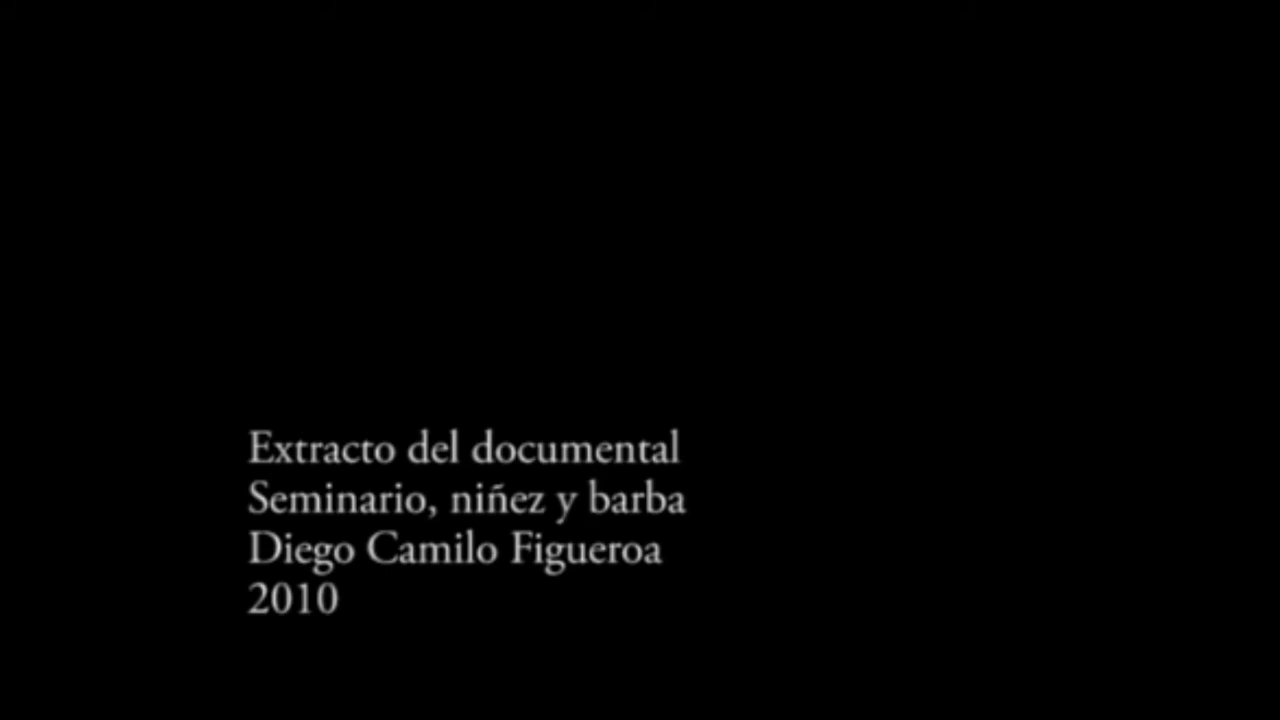 Extracto del documental
Seminario, niñez y barba
Diego Camilo Figueroa
2010